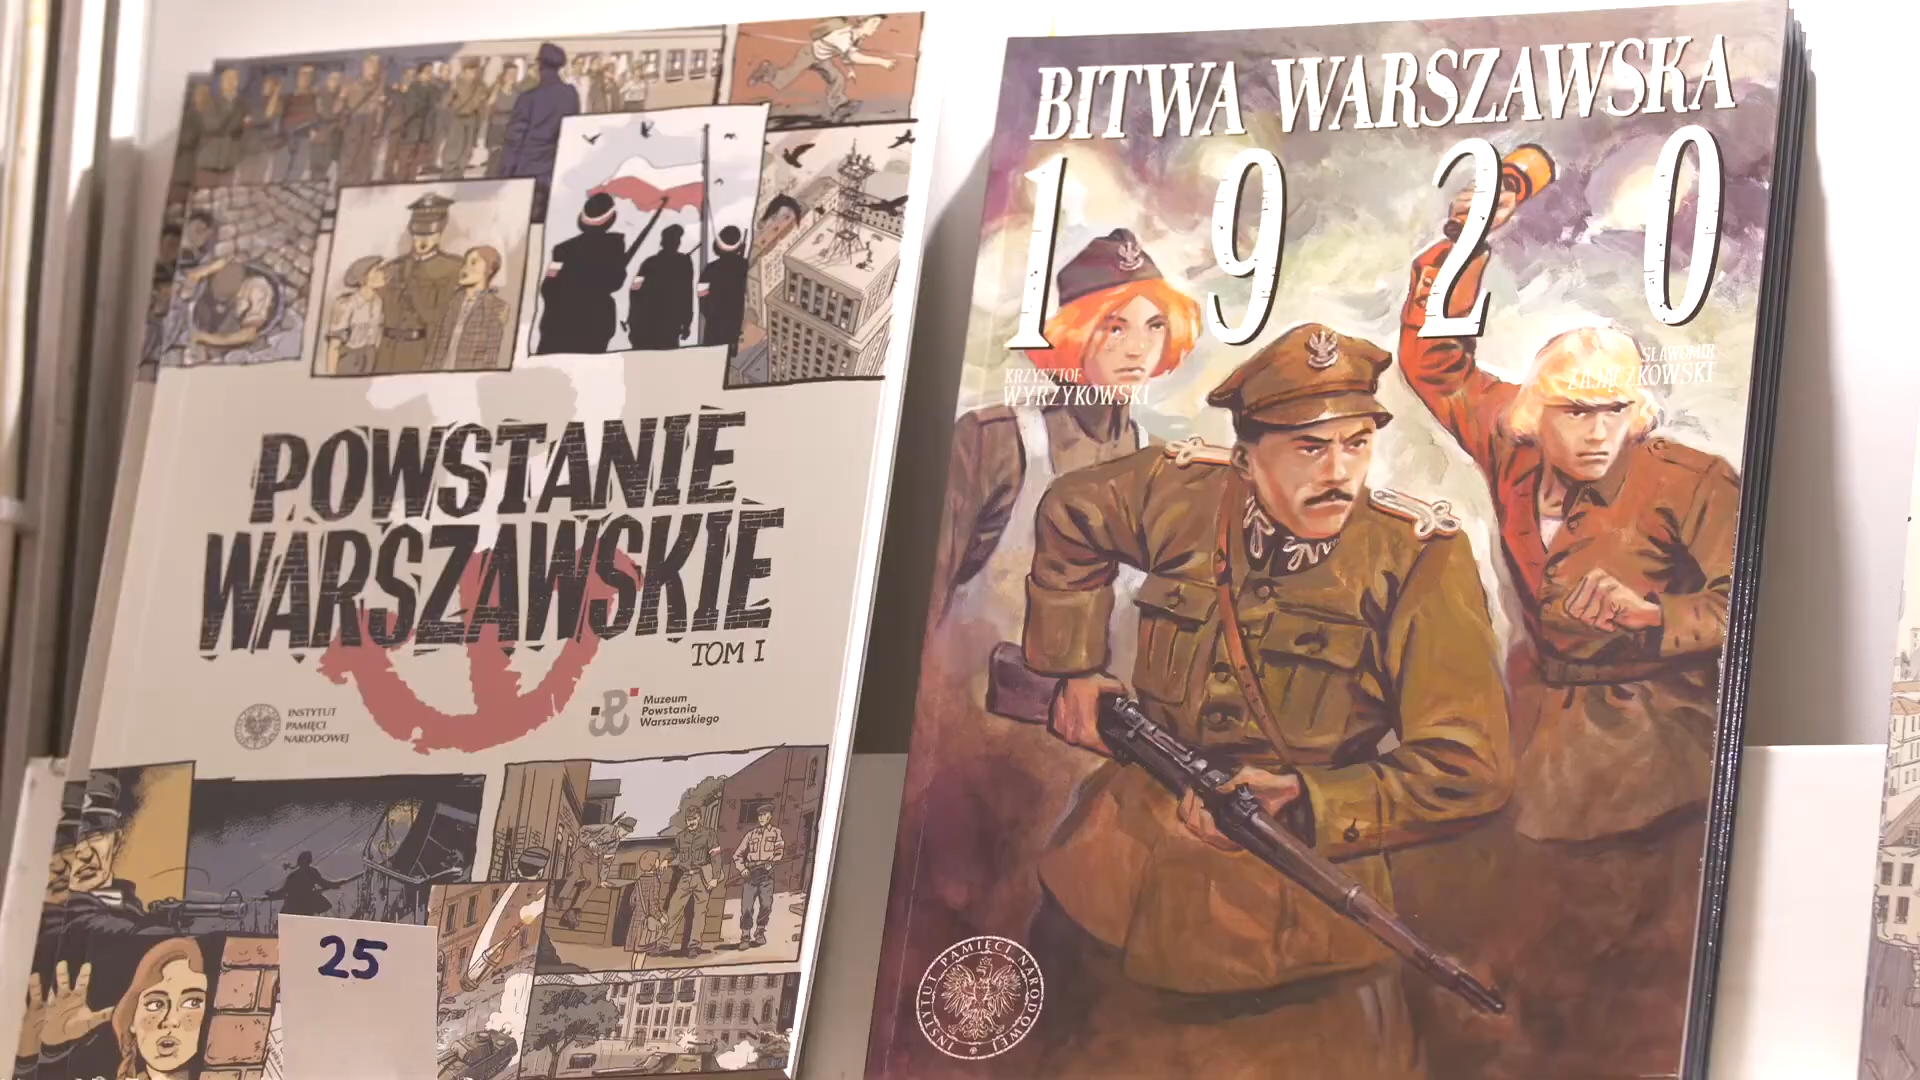 POWSTANIE
WARSZAWSKIE
TOM I
INSTYTUT
PAMIĘCI
NARODOWEJ
Muzeum
Powstania
Warszawskiego
25
BITWA WARSZAWSKA
1920
KRZYSZTOF
WYRZYKOWSKI
SŁAWOMIR
ZAJĄCZKOWSKI
INSTYTUT PAMIĘCI NARODOWEJ